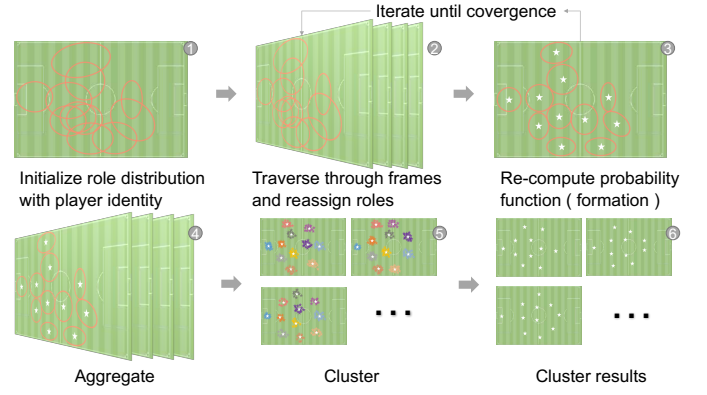 Iterate until covergence
1
2
3
Initialize role distribution
with player identity
Traverse through frames
and reassign roles
Re-compute probability
function ( formation )
4
5
6
Aggregate
Cluster
Cluster results